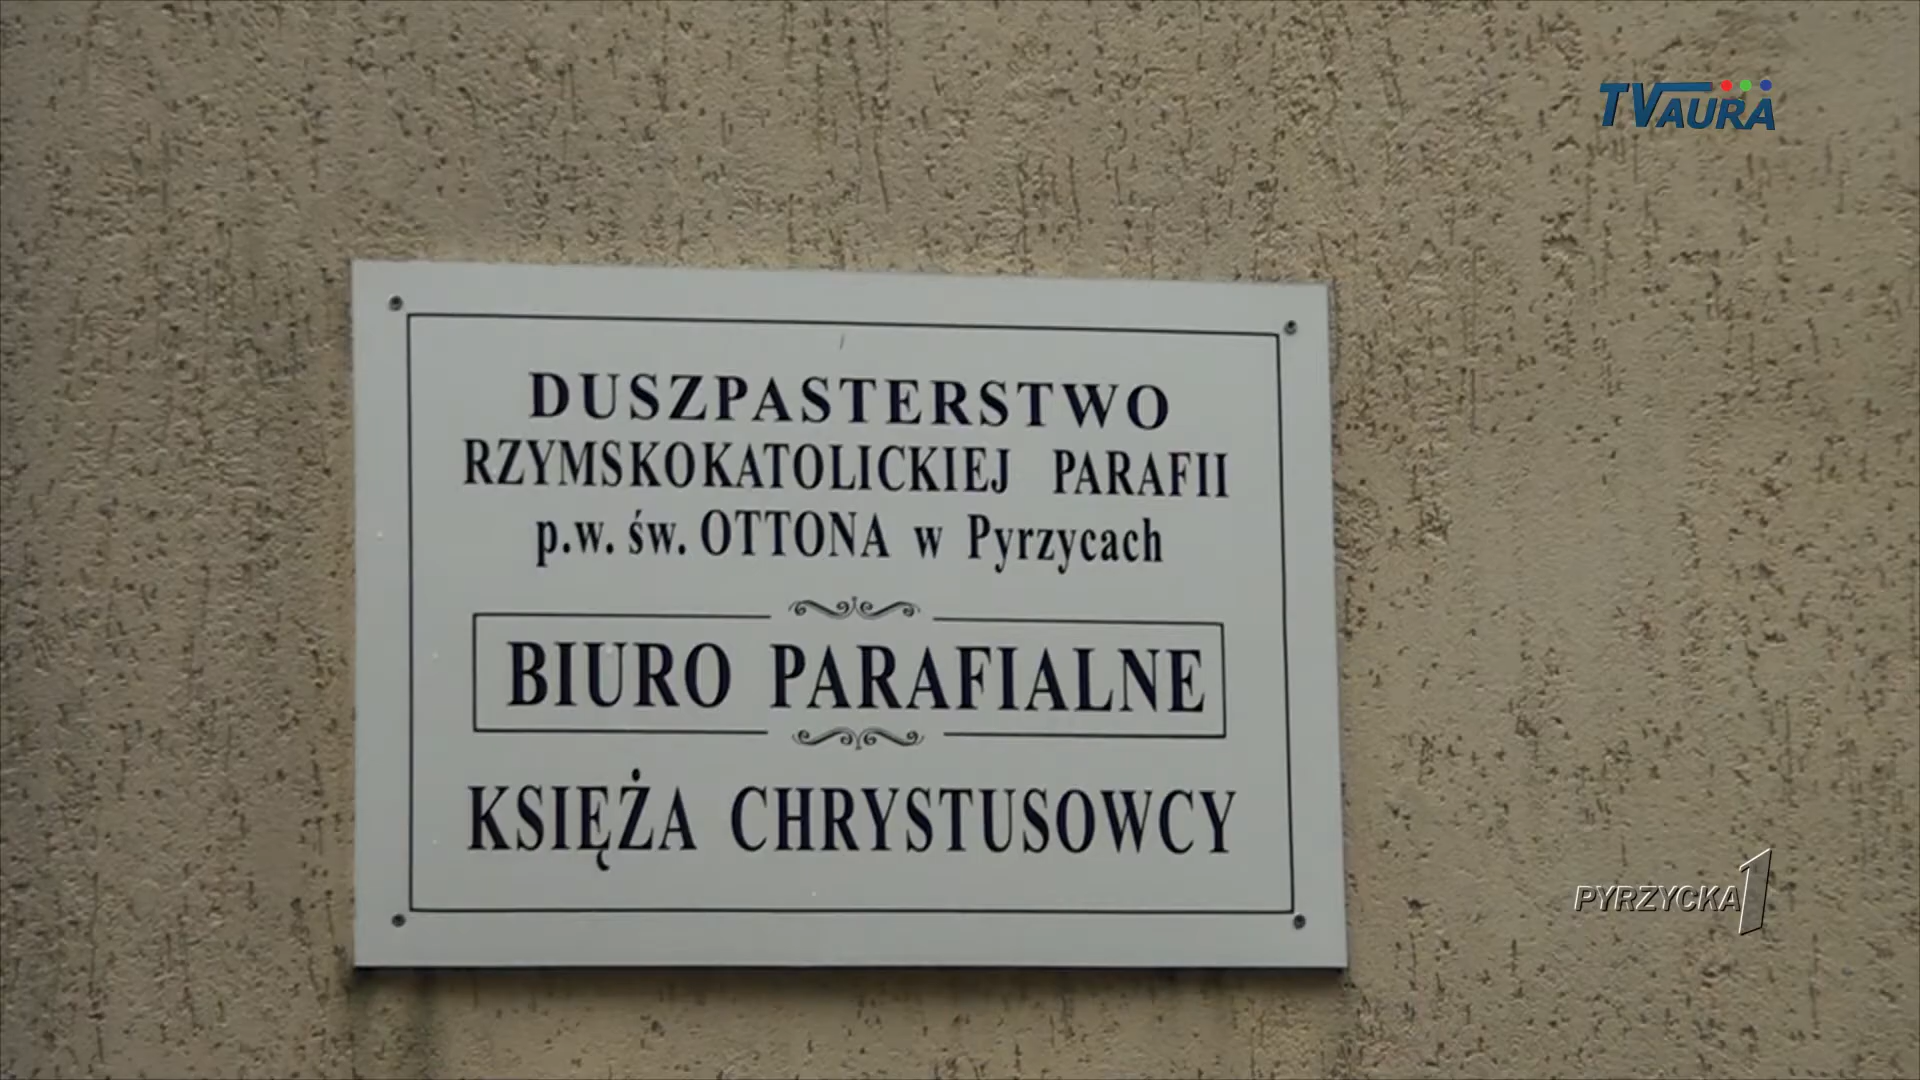 TVAURA
DUSZPASTERSTWO
RZYMSKOKATOLICKIEJ PARAFII
p.w. św. OTTONA w Pyrzycach
BIURO PARAFIALNE
KSIĘŻA CHRYSTUSOWCY
PYRZYCKA1